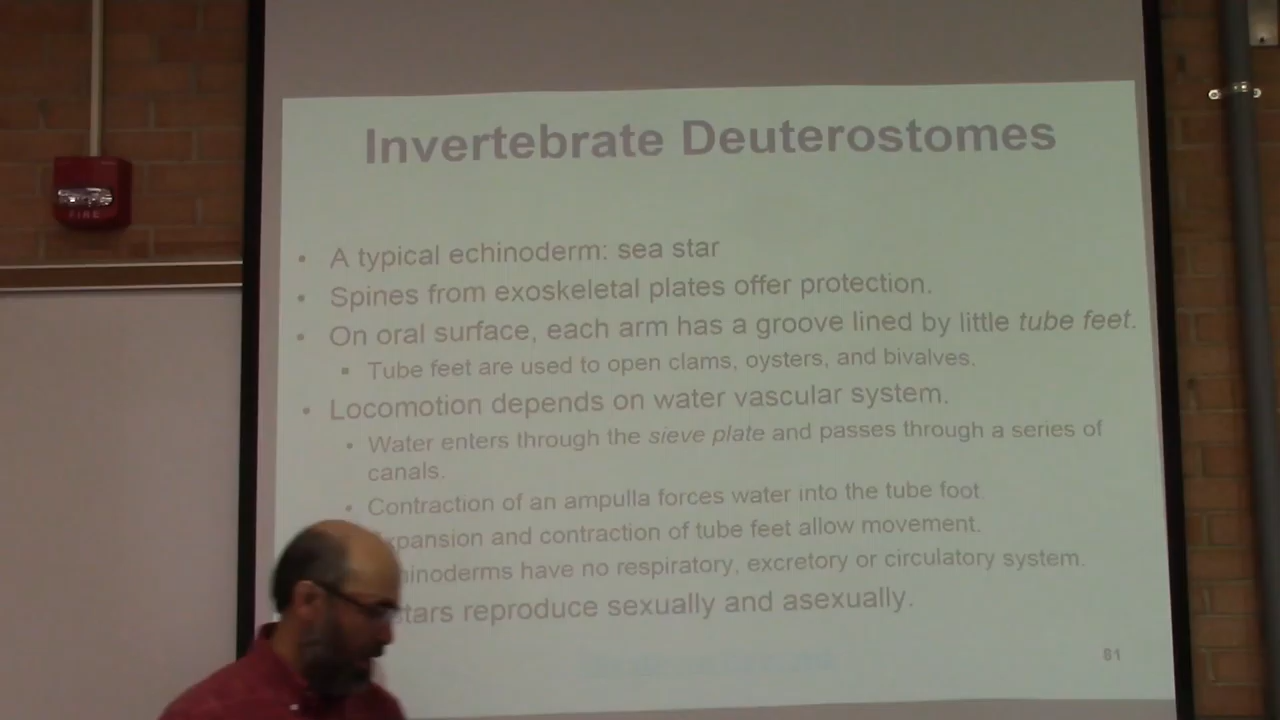 Invertebrate Deuterostomes
• A typical echinoderm: sea star
• Spines from exoskeletal plates offer protection.
• On oral surface, each arm has a groove lined by little tube feet.
▪ Tube feet are used to open clams, oysters, and bivalves.
• Locomotion depends on water vascular system.
• Water enters through the sieve plate and passes through a series of
canals.
• Contraction of an ampulla forces water into the tube foot
xpansion and contraction of tube feet allow movement.
hinoderms have no respiratory, excretory or circulatory system.
stars reproduce sexually and asexually.
81
FIRE